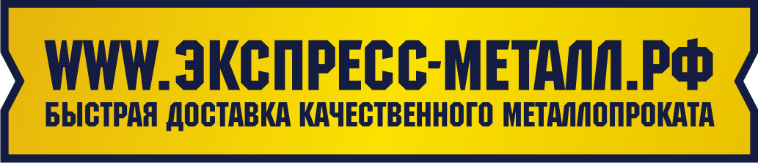 WWW.ЭКСПРЕСС-МЕТАЛЛ.РФ
БЫСТРАЯ ДОСТАВКА КАЧЕСТВЕННОГО МЕТАЛЛОПРОКАТА